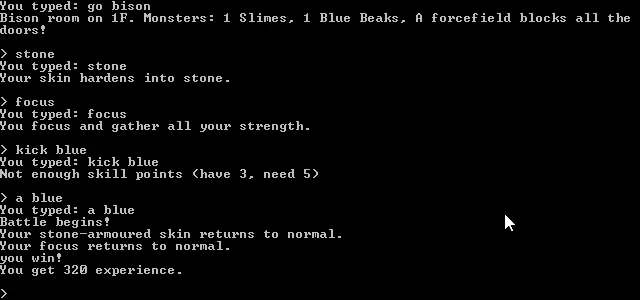 You typed: go bison
Bison room on 1F. Monsters: 1 Slimes, 1 Blue Beaks, A forcefield blocks all the
doors!
> stone
You typed: stone
Your skin hardens into stone.
> focus
You typed: focus
You focus and gather all your strength.
> kick blue
You typed: kick blue
Not enough skill points (have 3, need 5)
> a blue
You typed: a blue
Battle begins!
Your stone-armoured skin returns to normal.
Your focus returns to normal.
you win!
You get 320 experience.
>